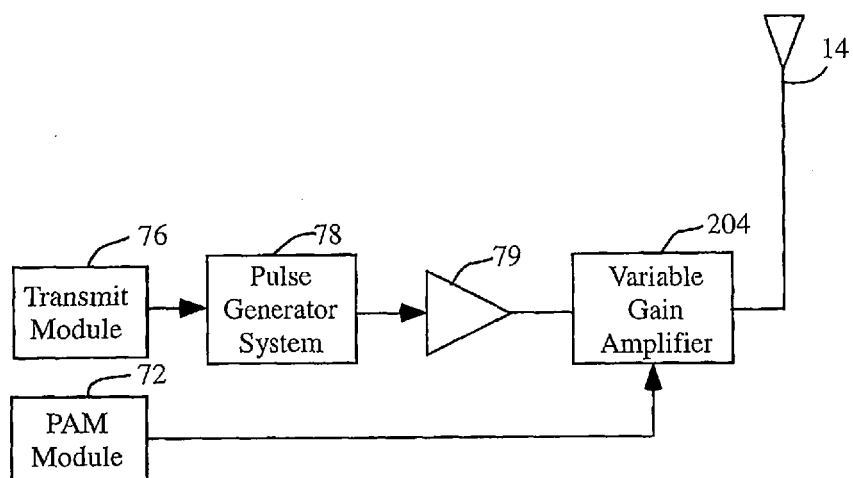 14
204
76
78
79
Transmit
Module
Pulse
Generator
System
Variable
Gain
Amplifier
72
PAM
Module